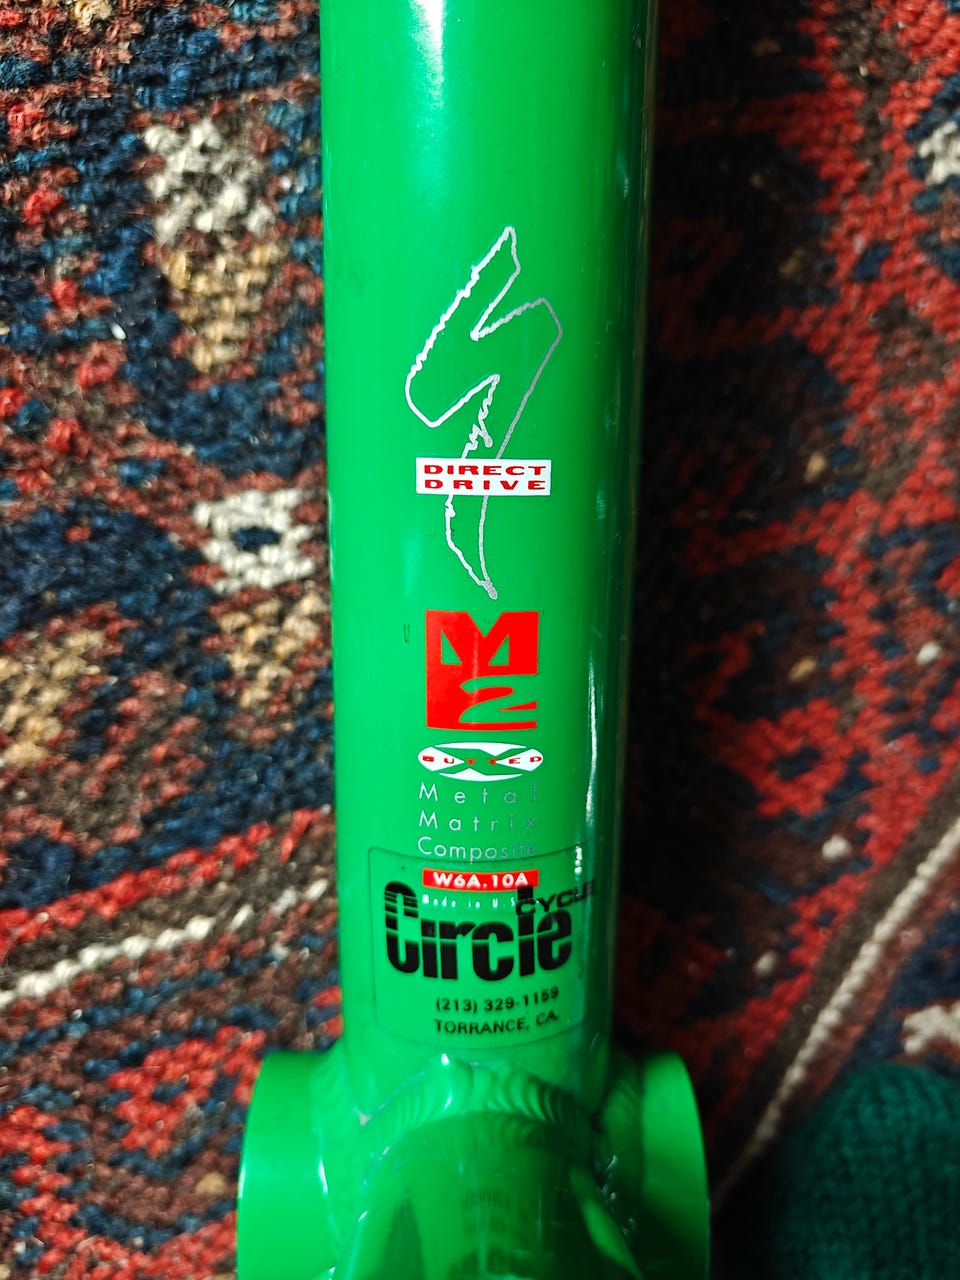 DIRECT
DRIVE
M2
BUTTED
Metal
Matrix
Composite
W6A.10A
Made in U.S
CYCLE
Circle
(213) 329-1159
TORRANCE, CA.